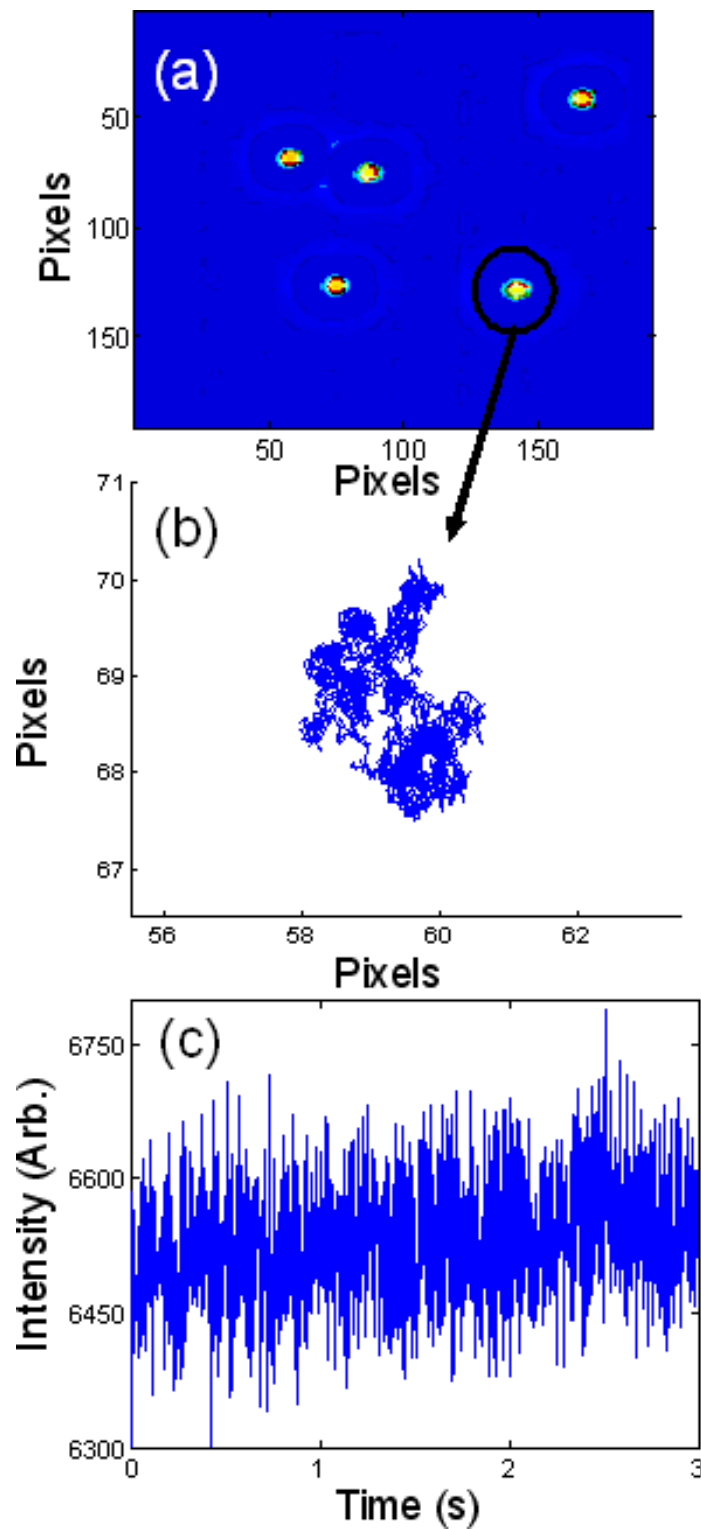 (a)
Pixels
50
100
150
50 100 150
Pixels
(b)
Pixels
71
70
69
68
67
56 58 60 62
Pixels
(c)
Intensity (Arb.)
6750
6600
6450
6300
0 1 2 3
Time (s)